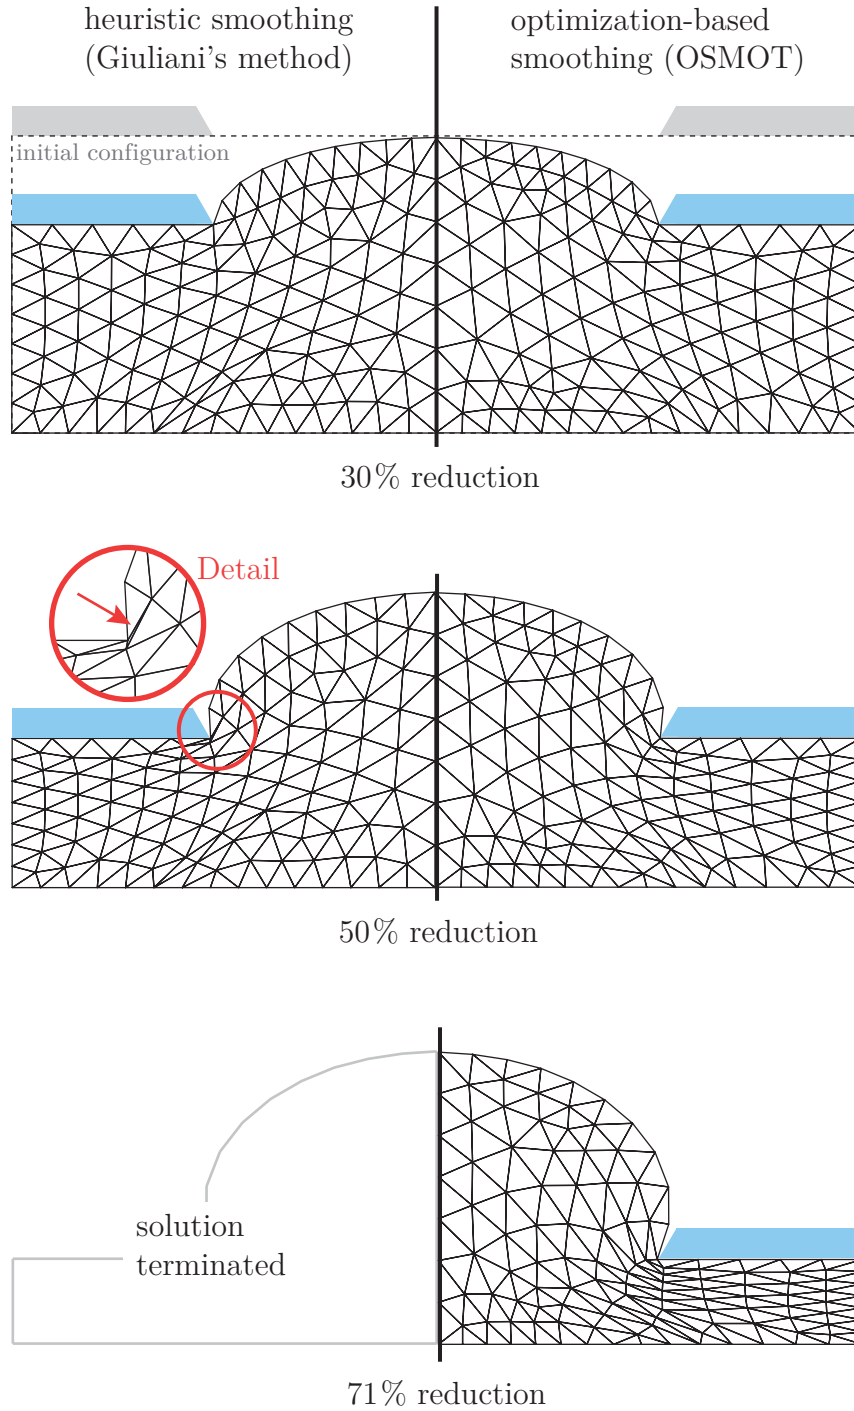 heuristic smoothing
(Giuliani's method)
optimization-based
smoothing (OSMOT)
initial configuration
30% reduction
Detail
50% reduction
solution
terminated
71% reduction